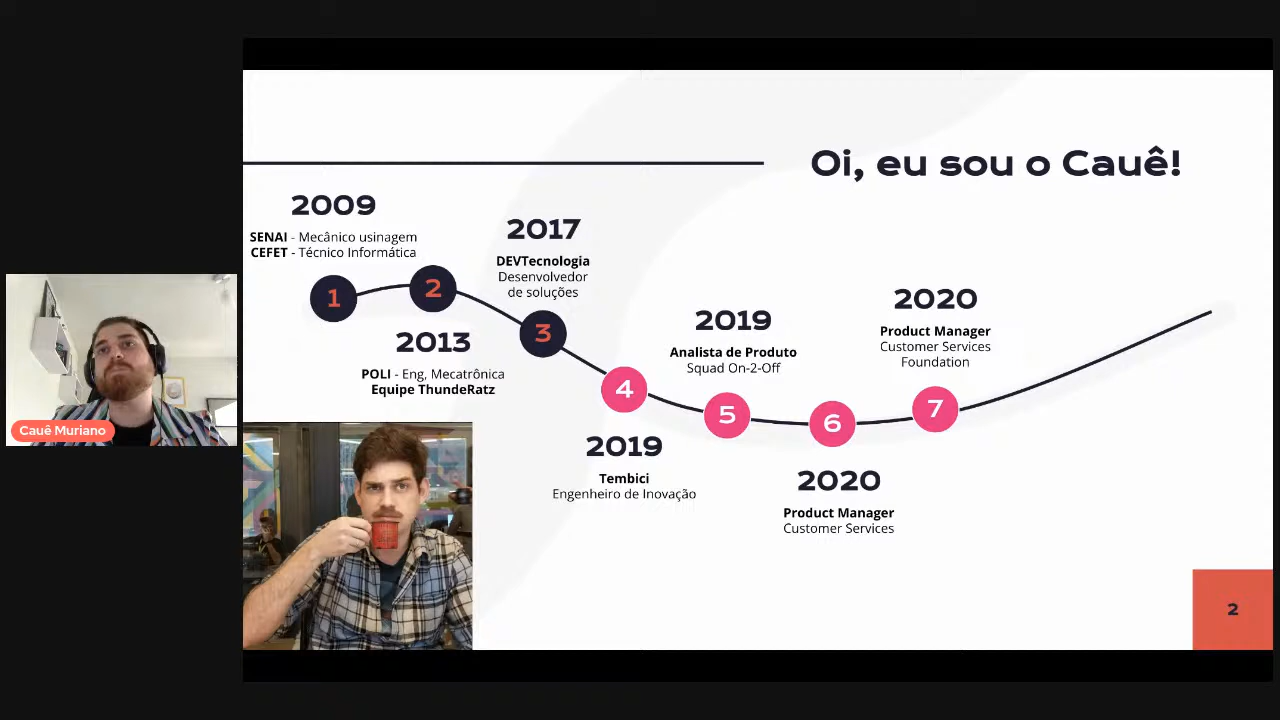 Oi, eu sou o Cauê!
2009
SENAI - Mecânico usinagem
CEFET - Técnico Informática
1
2
2013
POLI - Eng. Mecatrônica
Equipe ThundeRatz
2017
DEVTecnologia
Desenvolvedor
de soluções
3
4
2019
Tembici
Engenheiro de Inovação
2019
Analista de Produto
Squad On-2-Off
5
6
2020
Product Manager
Customer Services
2020
Product Manager
Customer Services
Foundation
7
Cauê Muriano
2